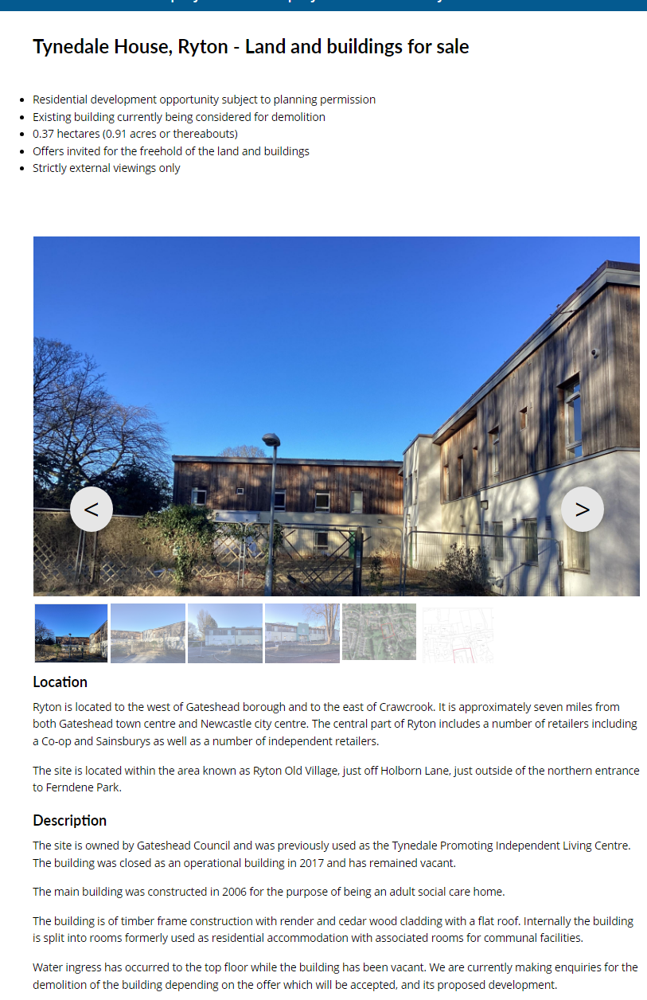 Tynedale House, Ryton - Land and buildings for sale
Residential development opportunity subject to planning permission
Existing building currently being considered for demolition
0.37 hectares (0.91 acres or thereabouts)
Offers invited for the freehold of the land and buildings
Strictly external viewings only
< >
Location
Ryton is located to the west of Gateshead borough and to the east of Crawcrook. It is approximately seven miles from
both Gateshead town centre and Newcastle city centre. The central part of Ryton includes a number of retailers including
a Co-op and Sainsburys as well as a number of independent retailers.
The site is located within the area known as Ryton Old Village, just off Holborn Lane, just outside of the northern entrance
to Ferndene Park.
Description
The site is owned by Gateshead Council and was previously used as the Tynedale Promoting Independent Living Centre.
The building was closed as an operational building in 2017 and has remained vacant.
The main building was constructed in 2006 for the purpose of being an adult social care home.
The building is of timber frame construction with render and cedar wood cladding with a flat roof. Internally the building
is split into rooms formerly used as residential accommodation with associated rooms for communal facilities.
Water ingress has occurred to the top floor while the building has been vacant. We are currently making enquiries for the
demolition of the building depending on the offer which will be accepted, and its proposed development.